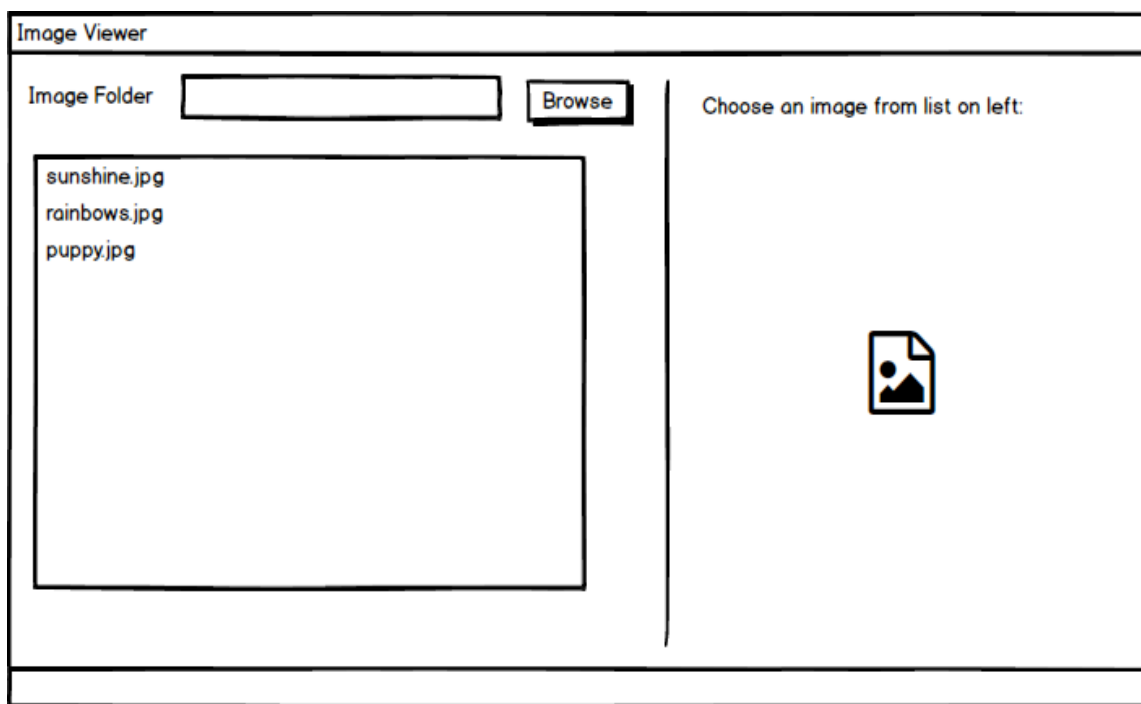 Image Viewer
Image Folder
Browse
sunshine.jpg
rainbows.jpg
puppy.jpg
Choose an image from list on left: